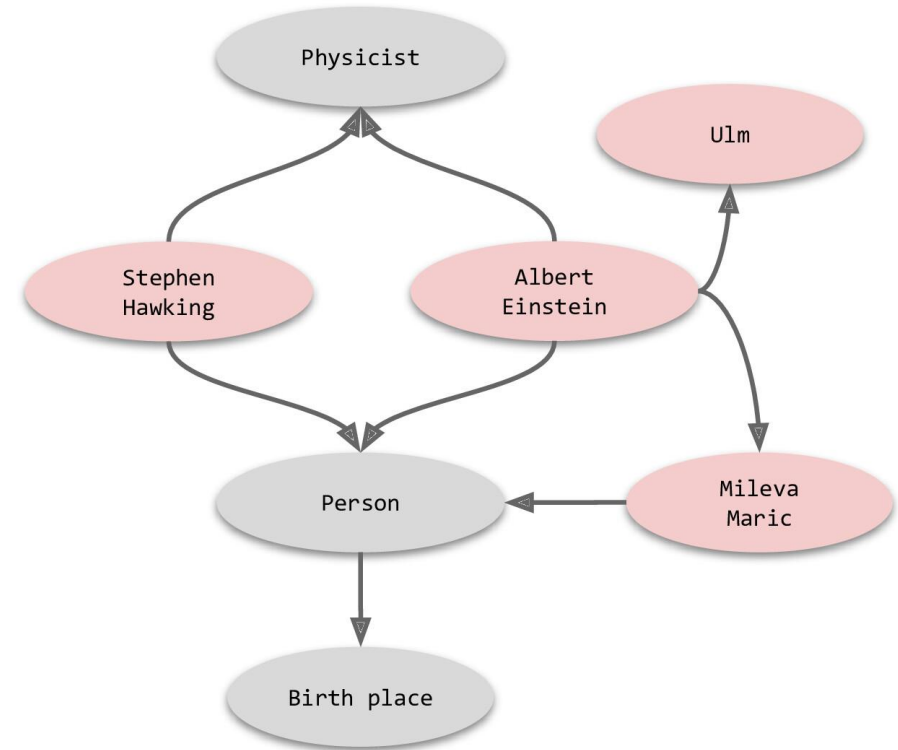 Physicist
Ulm
Stephen
Hawking
Albert
Einstein
Person
Mileva
Maric
Birth place